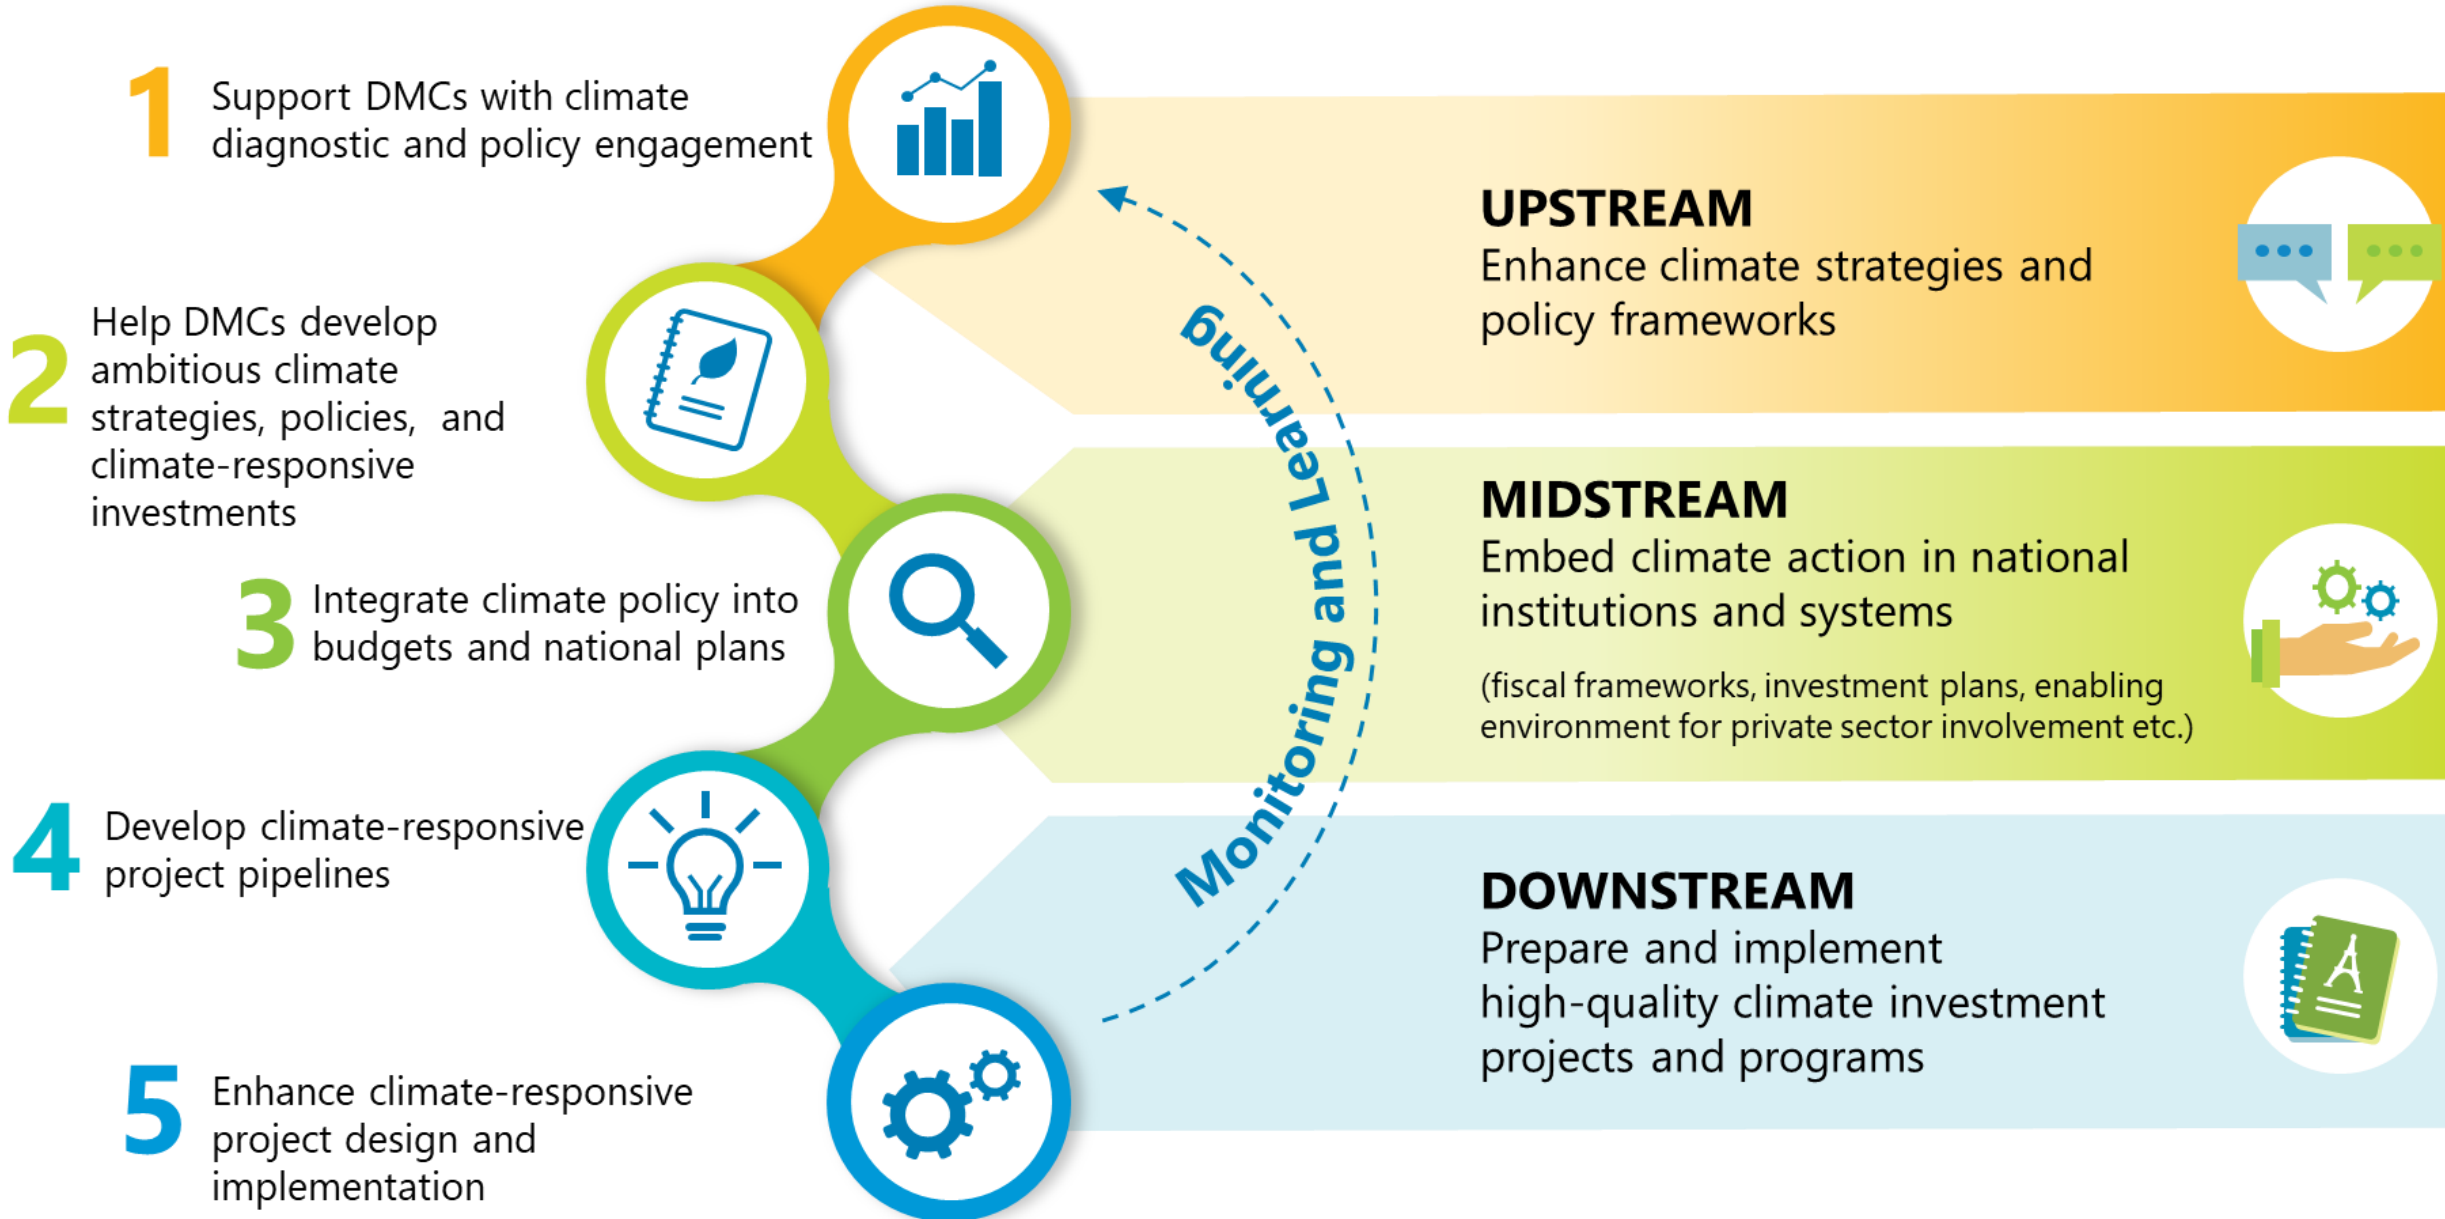 1
Support DMCs with climate
diagnostic and policy engagement
2
Help DMCs develop
ambitious climate
strategies, policies, and
climate-responsive
investments
3
Integrate climate policy into
budgets and national plans
4
Develop climate-responsive
project pipelines
5
Enhance climate-responsive
project design and
implementation
Monitoring and Learning
UPSTREAM
Enhance climate strategies and
policy frameworks
MIDSTREAM
Embed climate action in national
institutions and systems
(fiscal frameworks, investment plans, enabling
environment for private sector involvement etc.)
DOWNSTREAM
Prepare and implement
high-quality climate investment
projects and programs